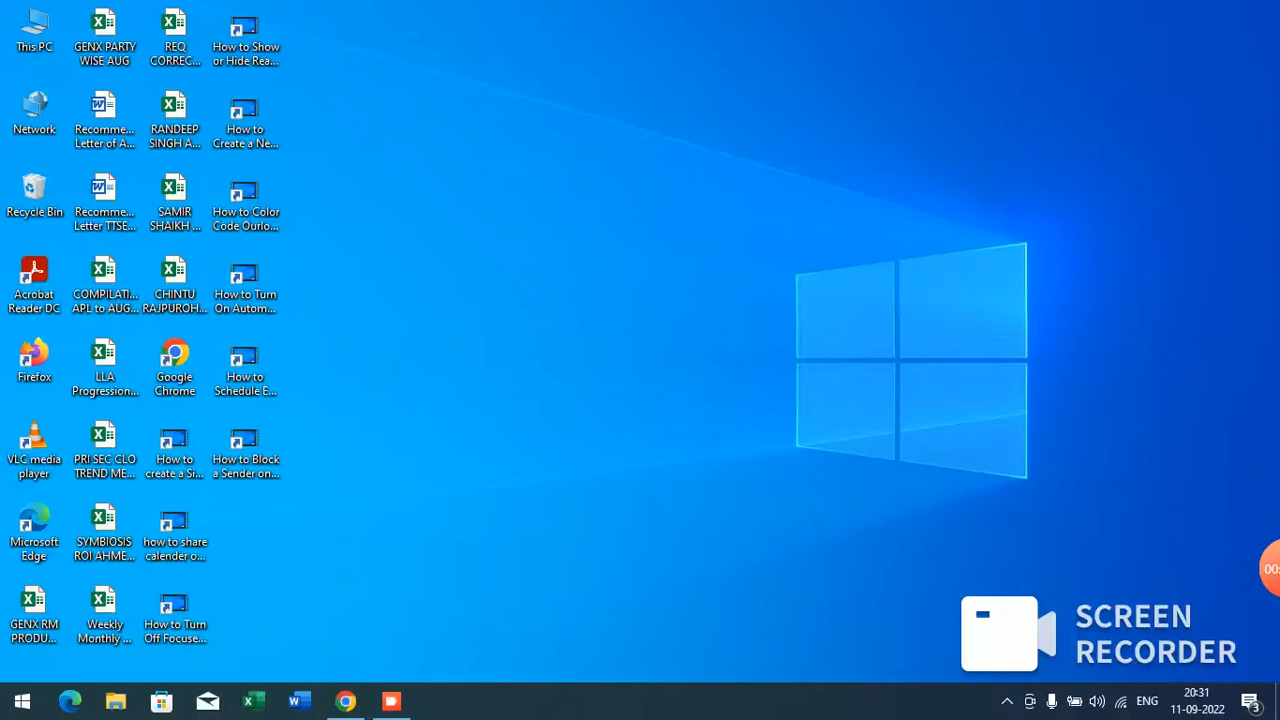 This PC
Network
Recycle Bin
Acrobat
Reader DC
Firefox
VLC media
player
Microsoft
Edge
GENX RM
PRODU...
GENX PARTY
WISE AUG
Recomme...
Letter of A...
Recomme...
Letter TTSE...
COMPILATI...
APL to AUG...
LLA
Progression...
PRI SEC CLO
TREND ME...
SYMBIOSIS
ROI AHME...
Weekly
Monthly ...
REQ
CORREC...
RANDEEP
SINGH A...
SAMIR
SHAIKH ...
CHINTU
RAJPUROH...
Google
Chrome
How to
create a Si...
how to share
calender o...
How to Turn
Off Focuse...
How to Show
or Hide Rea...
How to
Create a Ne...
How to Color
Code Ourlo...
How to Turn
On Autom...
How to
Schedule E...
How to Block
a Sender on...
00:
SCREEN
RECORDER
ENG
20:31
11-09-2022
3